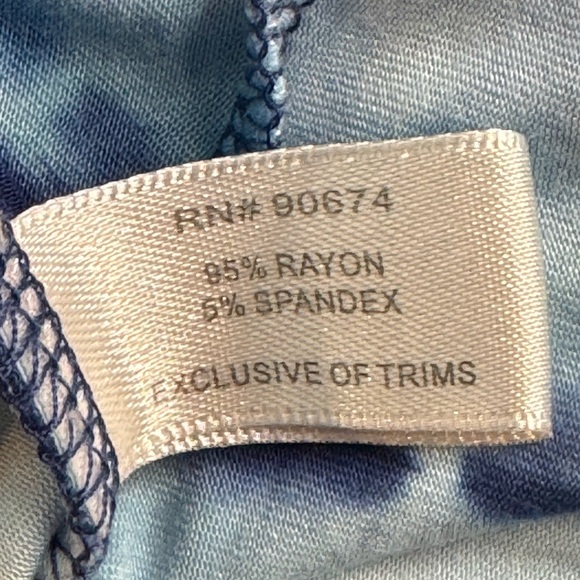 RN# 90674
95% RAYON
5% SPANDEX
EXCLUSIVE OF TRIMS